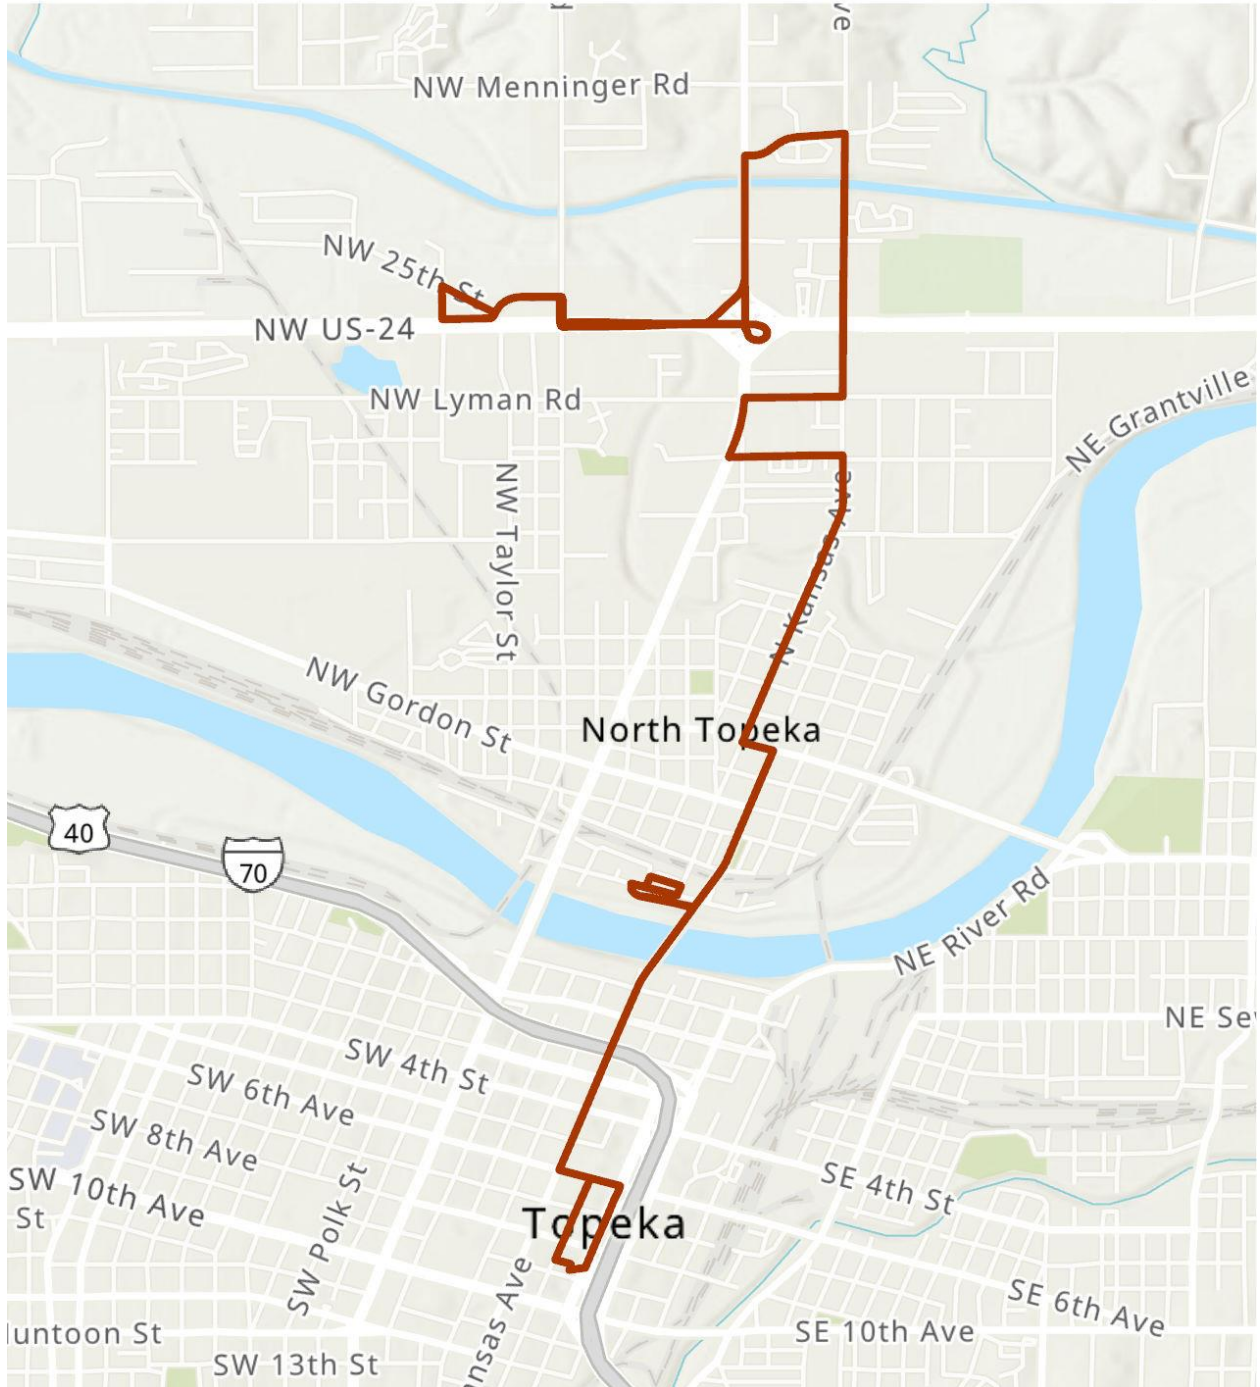 ve
NW Menninger Rd
NW 25th St
NW US-24
NW Lyman Rd
NE Grantville
NW Taylor St
N Kansas Ave
NW Gordon St
North Topeka
40
70
NE River Rd
NE Se
SW 4th St
SW 6th Ave
SW 8th Ave
SW 10th Ave
St
SW Polk St
SE 4th St
Topeka
nsas Ave
SE 6th Ave
SE 10th Ave
untoon St
SW 13th St